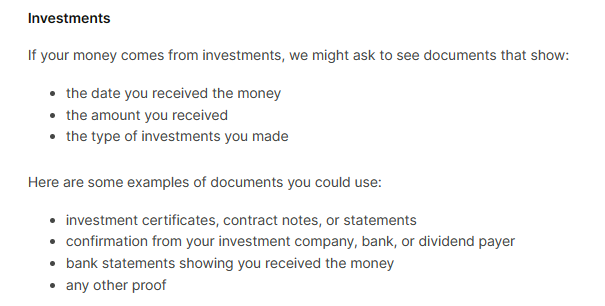 Investments
If your money comes from investments, we might ask to see documents that show:
• the date you received the money
• the amount you received
• the type of investments you made
Here are some examples of documents you could use:
• investment certificates, contract notes, or statements
• confirmation from your investment company, bank, or dividend payer
• bank statements showing you received the money
• any other proof